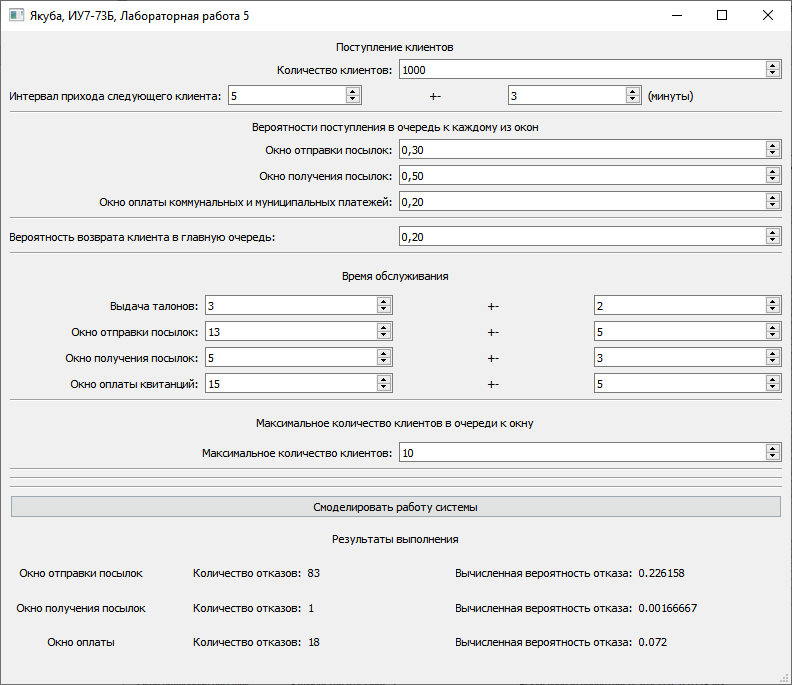 Якуба, ИУ7-73Б, Лабораторная работа 5
Поступление клиентов
Количество клиентов: 1000
Интервал прихода следующего клиента: 5 +- 3 (минуты)
Вероятности поступления в очередь к каждому из окон
Окно отправки посылок: 0,30
Окно получения посылок: 0,50
Окно оплаты коммунальных и муниципальных платежей: 0,20
Вероятность возврата клиента в главную очередь: 0,20
Время обслуживания
Выдача талонов: 3 +- 2
Окно отправки посылок: 13 +- 5
Окно получения посылок: 5 +- 3
Окно оплаты квитанций: 15 +- 5
Максимальное количество клиентов в очереди к окну
Максимальное количество клиентов: 10
Смоделировать работу системы
Результаты выполнения
Окно отправки посылок Количество отказов: 83 Вычисленная вероятность отказа: 0.226158
Окно получения посылок Количество отказов: 1 Вычисленная вероятность отказа: 0.00166667
Окно оплаты Количество отказов: 18 Вычисленная вероятность отказа: 0.072